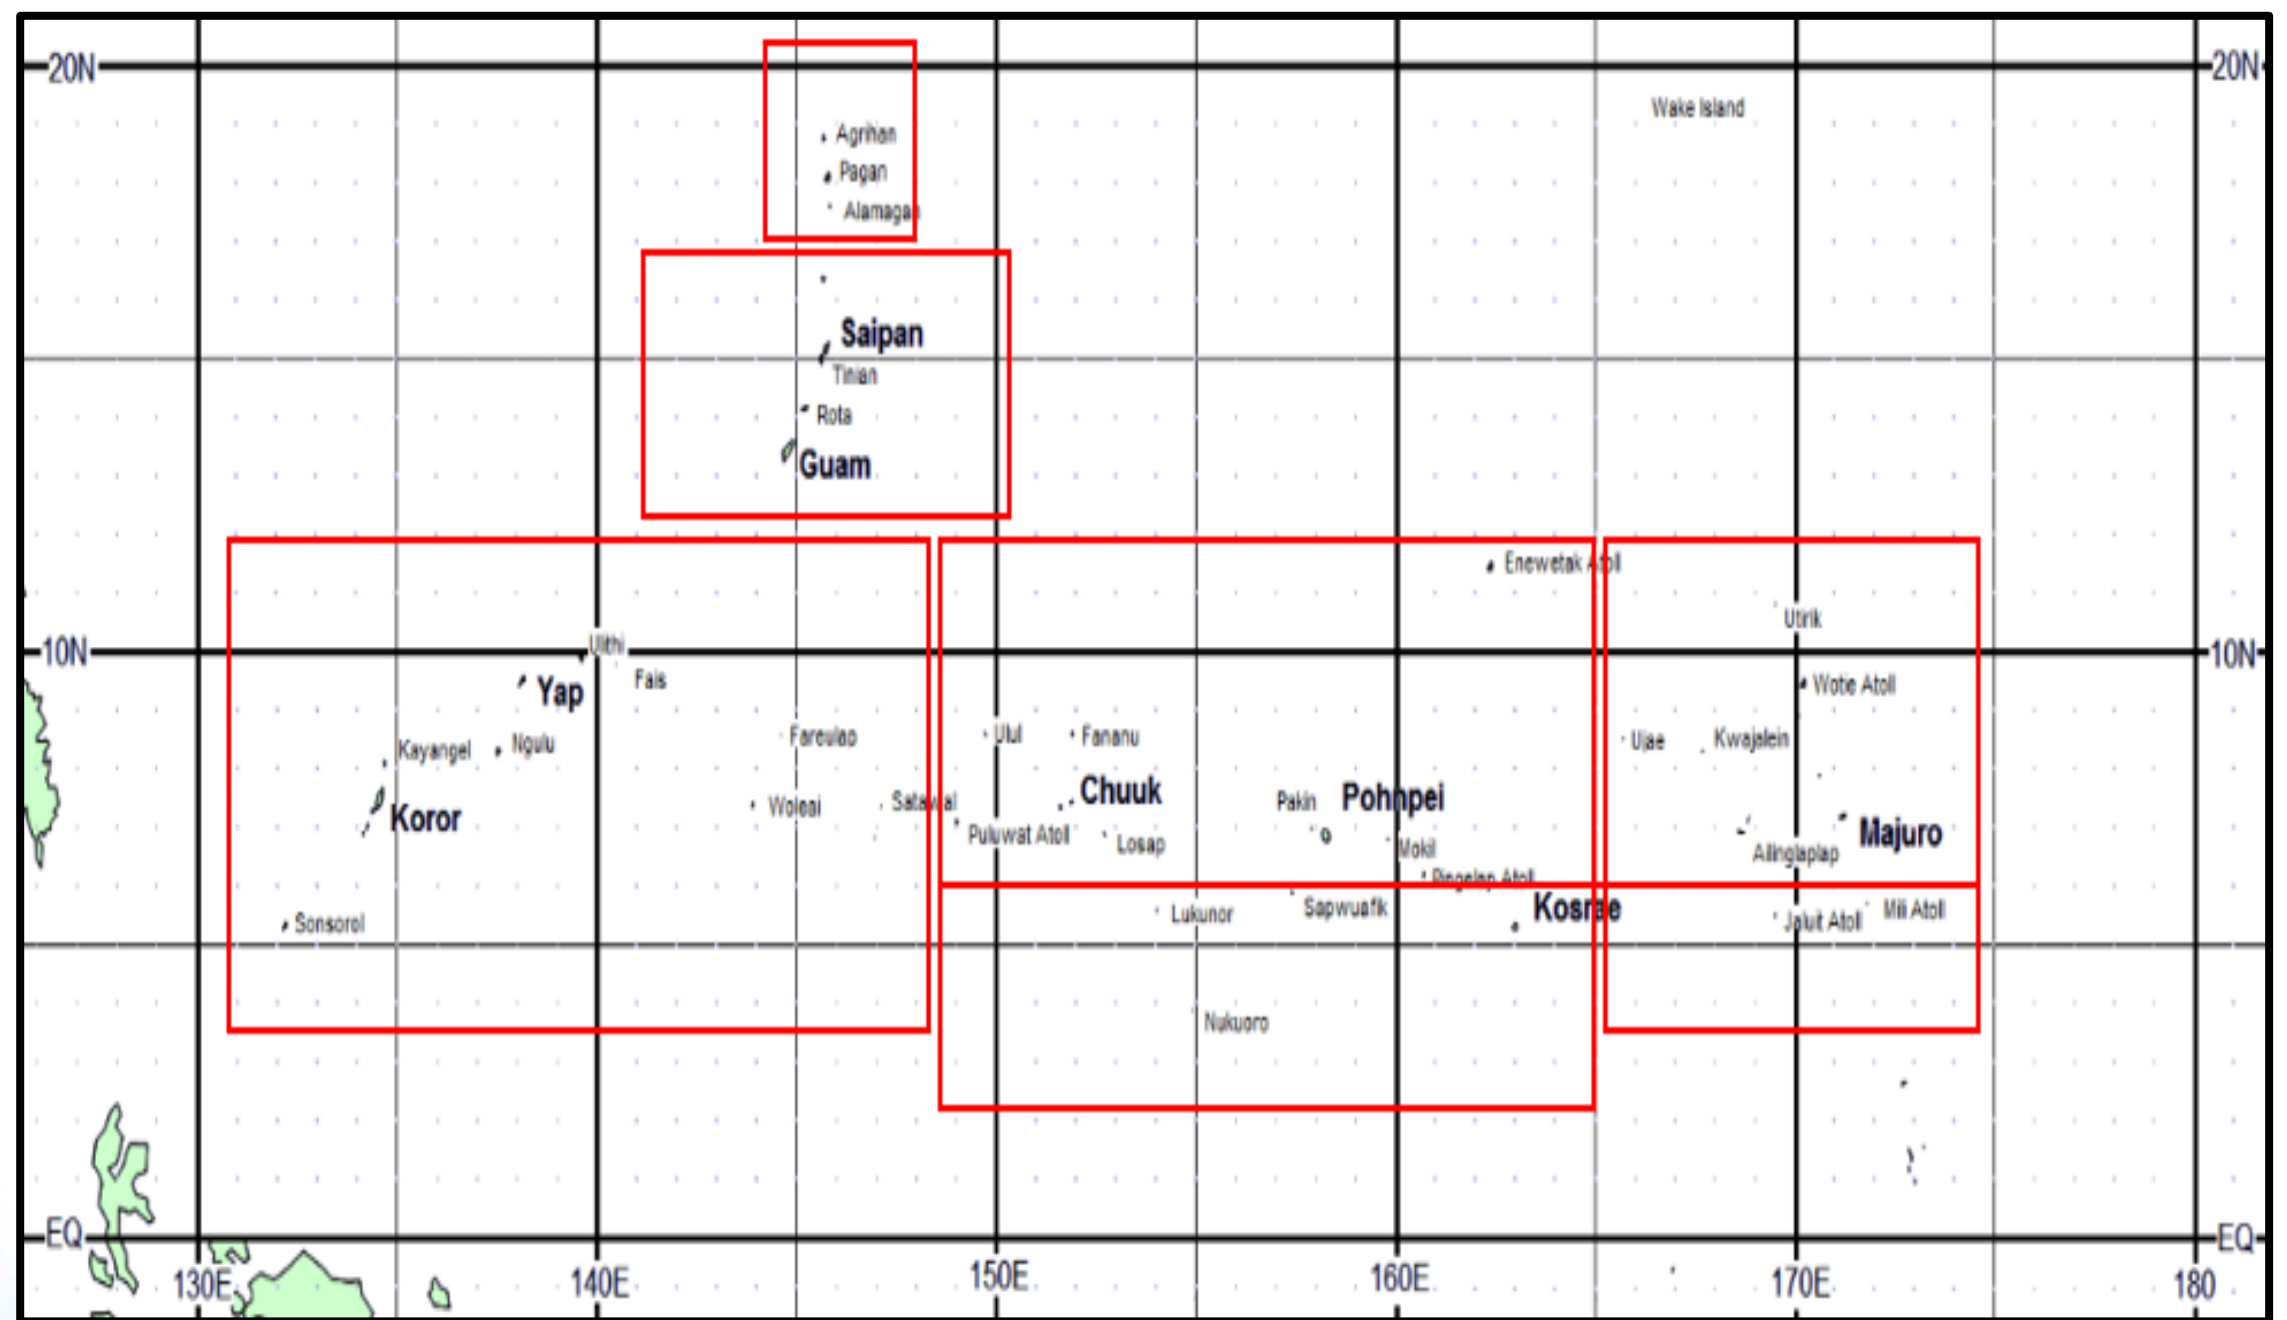 20N 20N
Wake Island
Agrihan
Pagan
Alamagan
Saipan
Tinian
Rota
Guam
Enewetak Atoll
Utirik
Ulithi
10N 10N
Fais
Yap
Wotje Atoll
Ulul
Fananu
Fareulap
Ujae
Kwajalein
Ngulu
Kayangel
Chuuk
Pohnpei
Pakin
Satawal
Woleai
Koror
Puluwat Atoll
Majuro
Losap
Mokil
Ailinglaplap
Pingelap Atoll
Kosrae
Sapwuafik
Mili Atoll
Lukunor
Jaluit Atoll
Sonsorol
Nukuoro
EQ EQ
130E 140E 150E 160E 170E 180